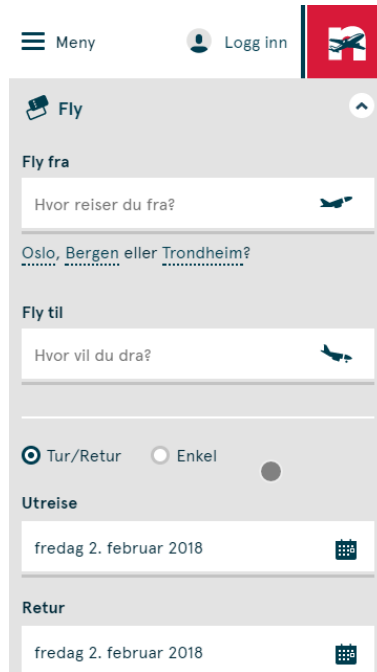 Meny
Logg inn
n
Fly
Fly fra
Hvor reiser du fra?
Oslo, Bergen eller Trondheim?
Fly til
Hvor vil du dra?
Tur/Retur
Enkel
Utreise
fredag 2. februar 2018
Retur
fredag 2. februar 2018